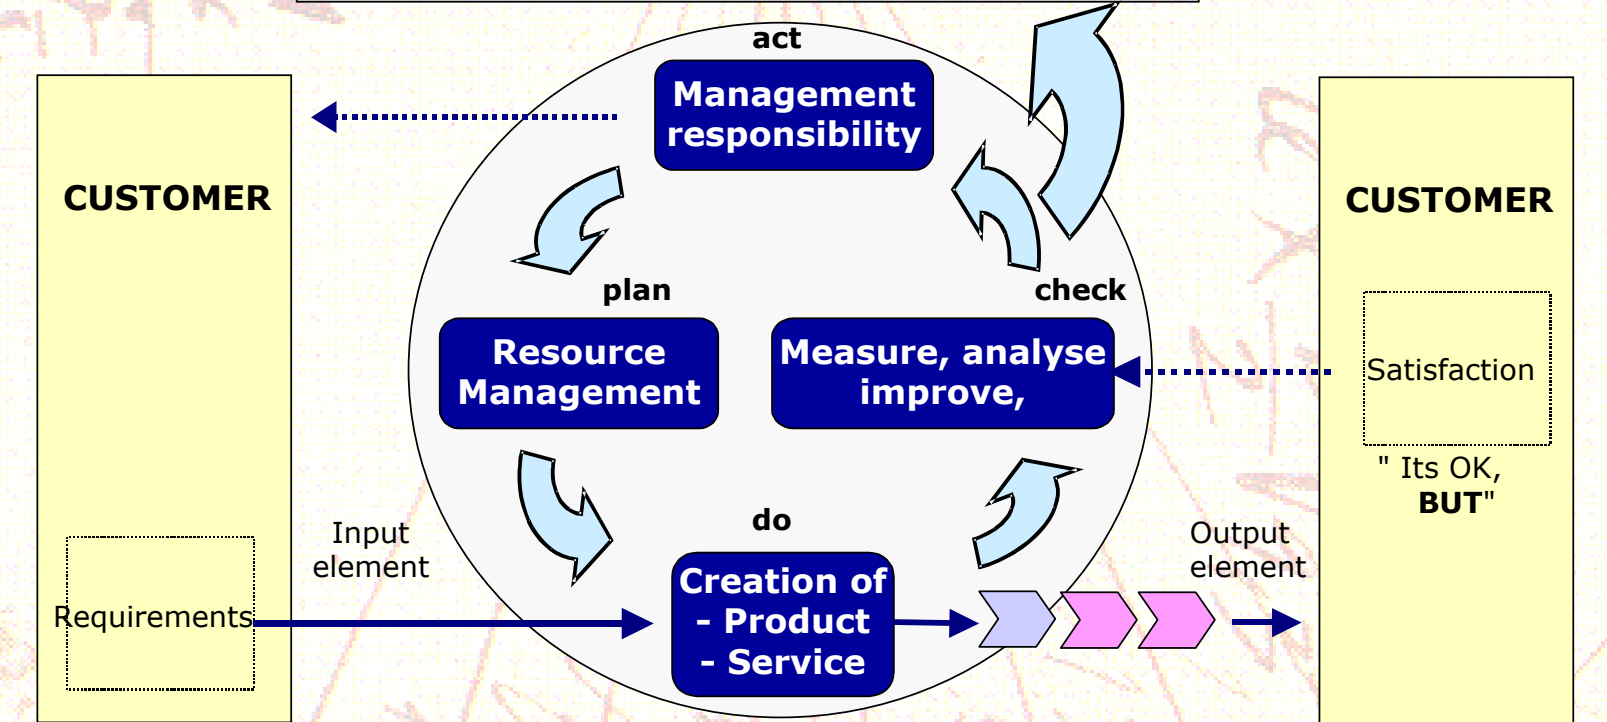 act
Management
responsibility
CUSTOMER
CUSTOMER
plan
check
Resource
Management
Measure, analyse
improve,
Satisfaction
" Its OK,
BUT"
do
Input
element
Output
element
Requirements
Creation of
- Product
- Service